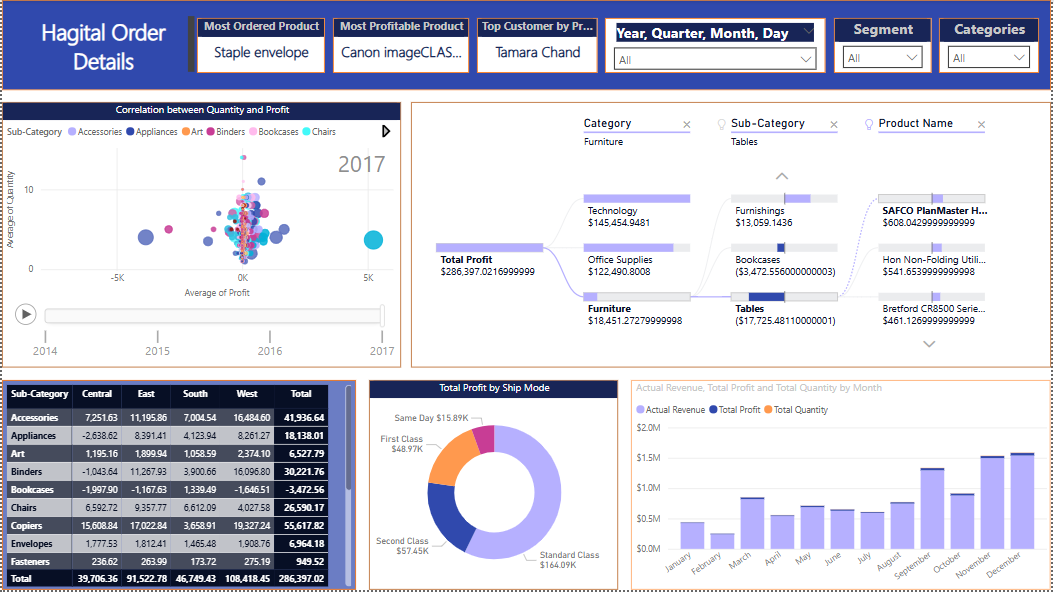 Hagital Order
Details
Most Ordered Product
Staple envelope
Most Profitable Product
Canon imageCLAS...
Top Customer by Pr...
Tamara Chand
Year, Quarter, Month, Day
All
Segment
All
Categories
All
Correlation between Quantity and Profit
Sub-Category Accessories Appliances Art Binders Bookcases Chairs
2017
Average of Quantity
10
0
-5K 0K 5K
Average of Profit
2014 2015 2016 2017
Category
Furniture
Sub-Category
Tables
Product Name
Total Profit
$286,397.0216999999
Technology
$145,454.9481
Office Supplies
$122,490.8008
Furniture
$18,451.27279999998
Furnishings
$13,059.1436
Bookcases
($3,472.556000000003)
Tables
($17,725.48110000001)
SAFCO PlanMaster H...
$608.0429999999999
Hon Non-Folding Utili...
$541.6539999999998
Bretford CR8500 Serie...
$461.1269999999999
Sub-Category Central East South West Total
Accessories 7,251.63 11,195.86 7,004.54 16,484.60 41,936.64
Appliances -2,638.62 8,391.41 4,123.94 8,261.27 18,138.01
Art 1,195.16 1,899.94 1,058.59 2,374.10 6,527.79
Binders -1,043.64 11,267.93 3,900.66 16,096.80 30,221.76
Bookcases -1,997.90 -1,167.63 1,339.49 -1,646.51 -3,472.56
Chairs 6,592.72 9,357.77 6,612.09 4,027.58 26,590.17
Copiers 15,608.84 17,022.84 3,658.91 19,327.24 55,617.82
Envelopes 1,777.53 1,812.41 1,465.48 1,908.76 6,964.18
Fasteners 236.62 263.99 173.72 275.19 949.52
Total 39,706.36 91,522.78 46,749.43 108,418.45 286,397.02
Total Profit by Ship Mode
Same Day $15.89K
First Class
$48.97K
Second Class
$57.45K
Standard Class
$164.09K
Actual Revenue, Total Profit and Total Quantity by Month
Actual Revenue Total Profit Total Quantity
$2.0M
$1.5M
$1.0M
$0.5M
$0.0M
January February March April May June July August September October November December